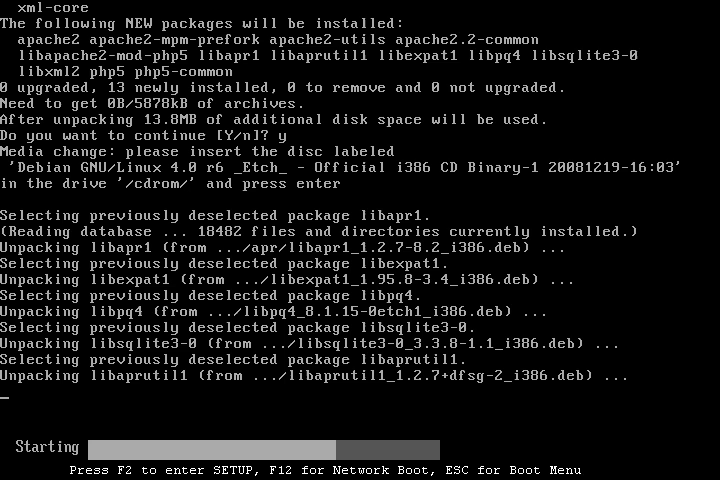 xml-core
The following NEW packages will be installed:
apache2 apache2-mpm-prefork apache2-utils apache2.2-common
libapache2-mod-php5 libapr1 libaprutil1 libexpat1 libpq4 libsqlite3-0
libxml2 php5 php5-common
0 upgraded, 13 newly installed, 0 to remove and 0 not upgraded.
Need to get 0B/5878kB of archives.
After unpacking 13.8MB of additional disk space will be used.
Do you want to continue [Y/n]? y
Media change: please insert the disc labeled
'Debian GNU/Linux 4.0 r6 _Etch_ - Official i386 CD Binary-1 20081219-16:03'
in the drive '/cdrom/' and press enter
Selecting previously deselected package libapr1.
(Reading database ... 18482 files and directories currently installed.)
Unpacking libapr1 (from .../apr/libapr1_1.2.7-8.2_i386.deb) ...
Selecting previously deselected package libexpat1.
Unpacking libexpat1 (from .../libexpat1_1.95.8-3.4_i386.deb) ...
Selecting previously deselected package libpq4.
Unpacking libpq4 (from .../libpq4_8.1.15-0etch1_i386.deb) ...
Selecting previously deselected package libsqlite3-0.
Unpacking libsqlite3-0 (from .../libsqlite3-0_3.3.8-1.1_i386.deb) ...
Selecting previously deselected package libaprutil1.
Unpacking libaprutil1 (from .../libaprutil1_1.2.7+dfsg-2_i386.deb) ...
_
Starting
Press F2 to enter SETUP, F12 for Network Boot, ESC for Boot Menu